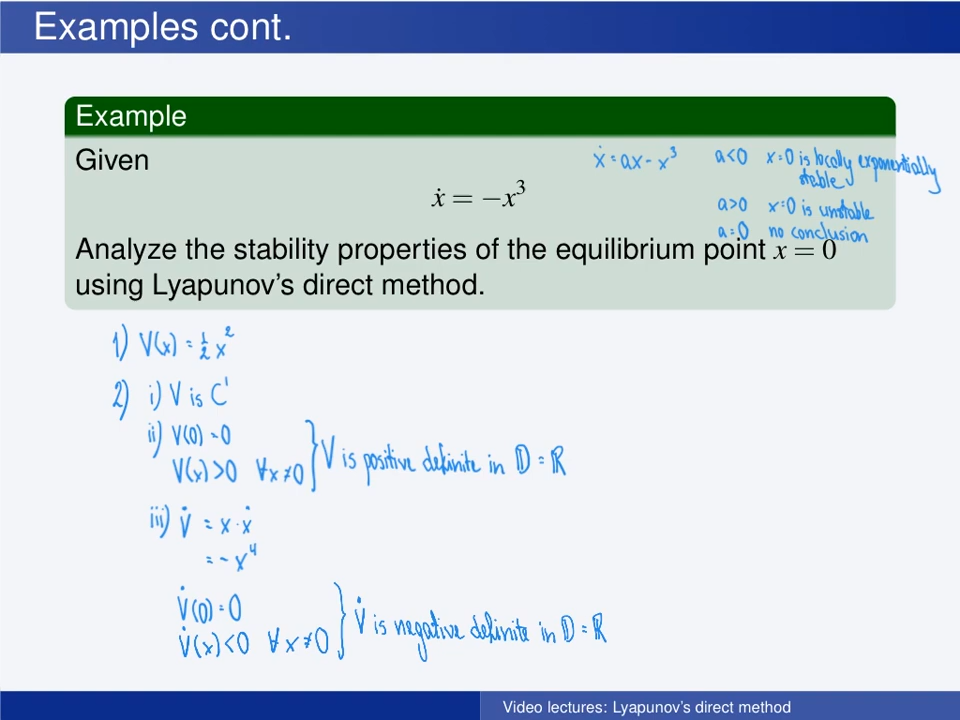 Examples cont.
Example
Given
ẋ = −x³
ẋ = ax − x³
a<0 x=0 is locally exponentially
stable
a>0 x=0 is unstable
a=0 no conclusion
Analyze the stability properties of the equilibrium point x = 0
using Lyapunov's direct method.
1) V(x) = ½ x²
2) i) V is C¹
ii) V(0) = 0
V(x) > 0 ∀x≠0 } V is positive definite in 𝔻 = ℝ
iii) V̇ = x · ẋ
= −x⁴
V̇(0) = 0
V̇(x) < 0 ∀x≠0 } V̇ is negative definite in 𝔻 = ℝ
Video lectures: Lyapunov's direct method